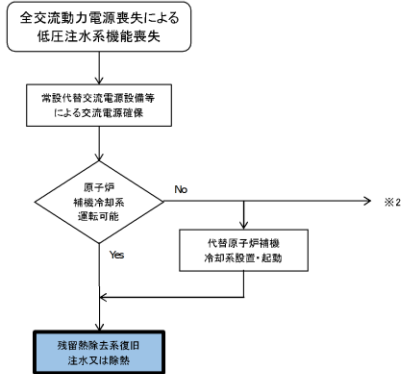 全交流動力電源喪失による
低圧注水系機能喪失
常設代替交流電源設備等
による交流電源確保
原子炉
補機冷却系
運転可能
No
※2
Yes
代替原子炉補機
冷却系設置・起動
残留熱除去系復旧
注水又は除熱